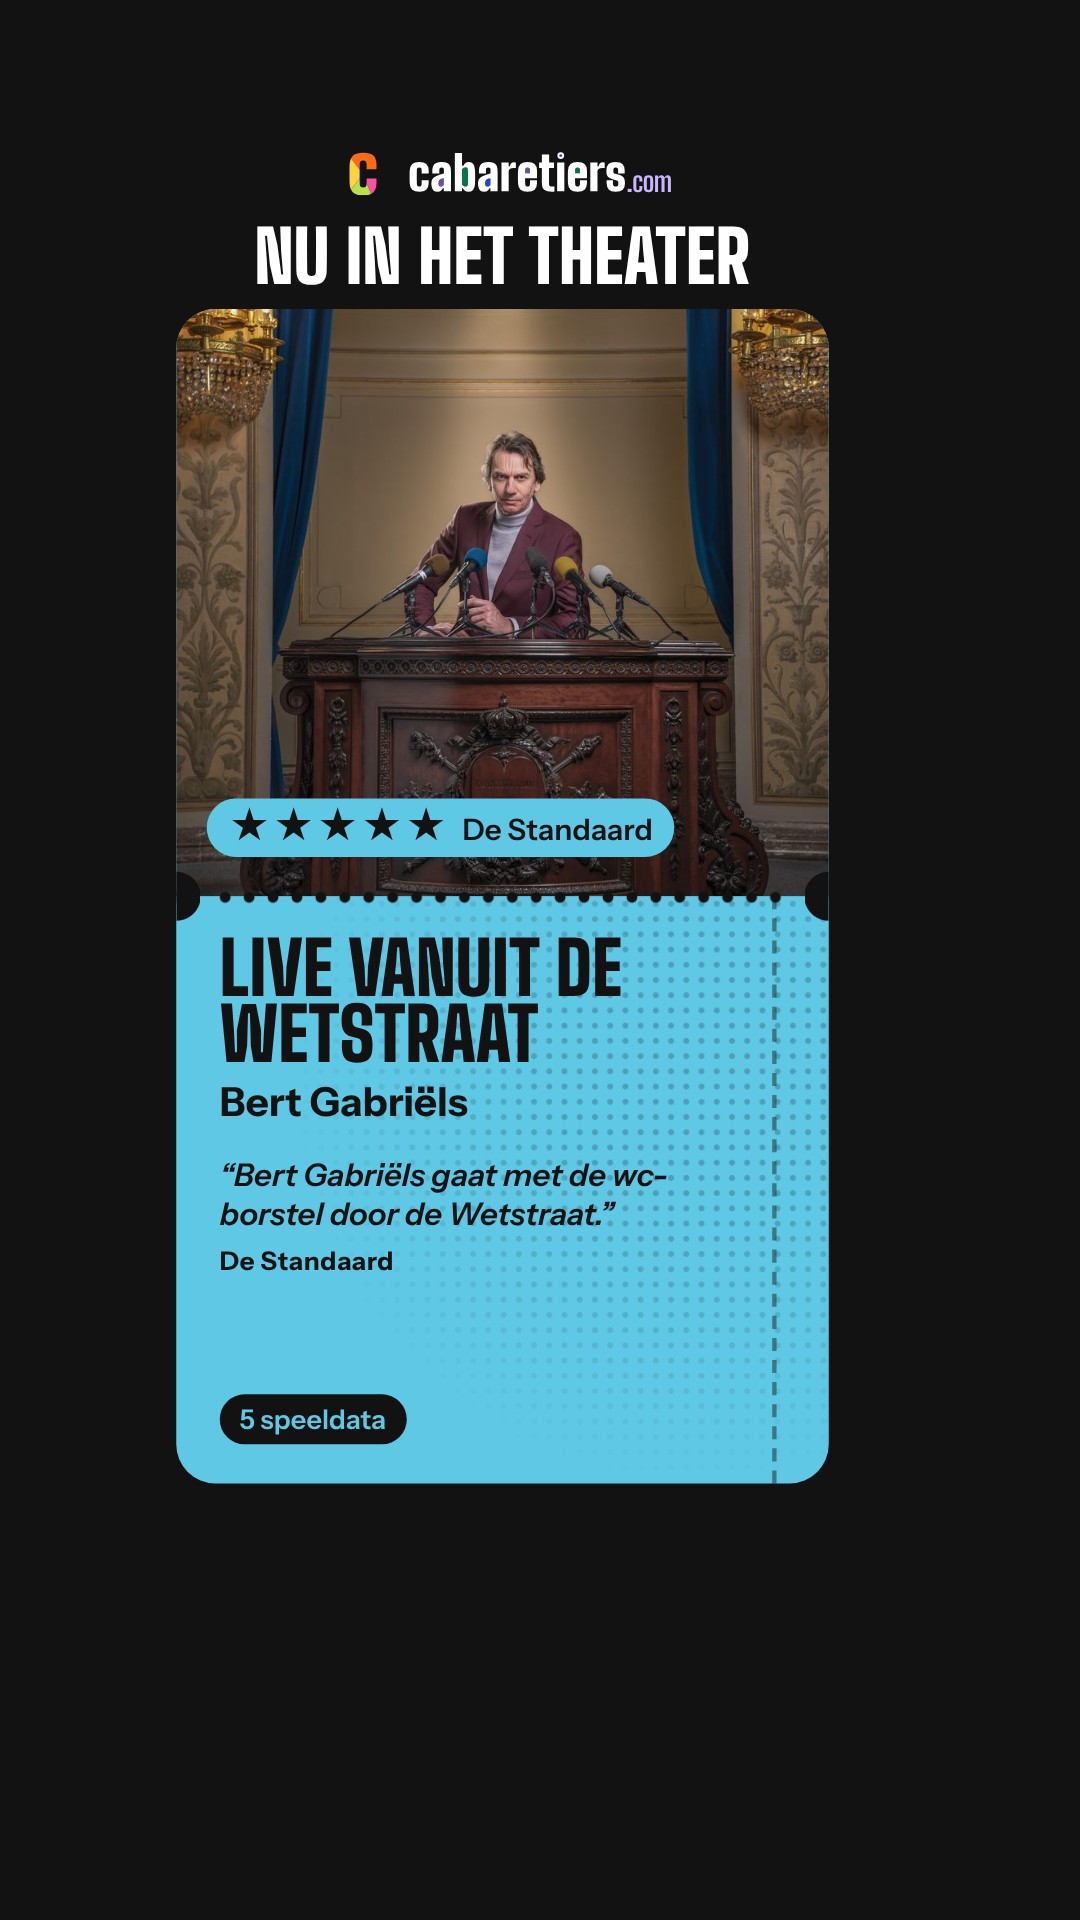 cabaretiers.com
NU IN HET THEATER
★★★★★ De Standaard
LIVE VANUIT DE
WETSTRAAT
Bert Gabriëls
“Bert Gabriëls gaat met de wc-
borstel door de Wetstraat.”
De Standaard
5 speeldata